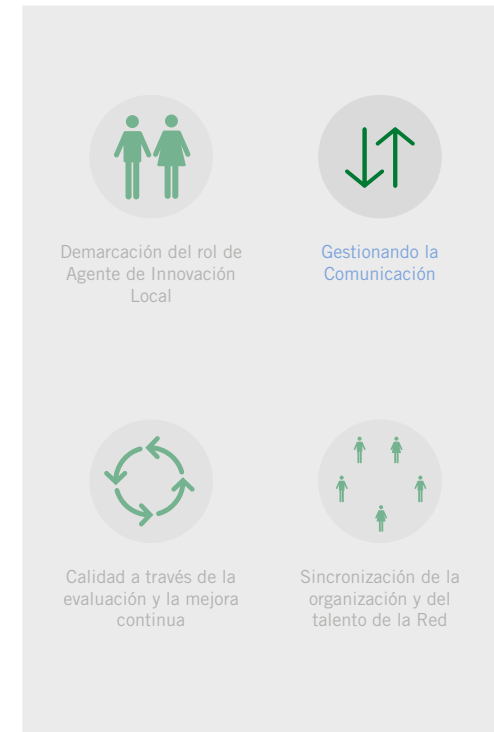 Demarcación del rol de
Agente de Innovación
Local
Gestionando la
Comunicación
Calidad a través de la
evaluación y la mejora
continua
Sincronización de la
organización y del
talento de la Red